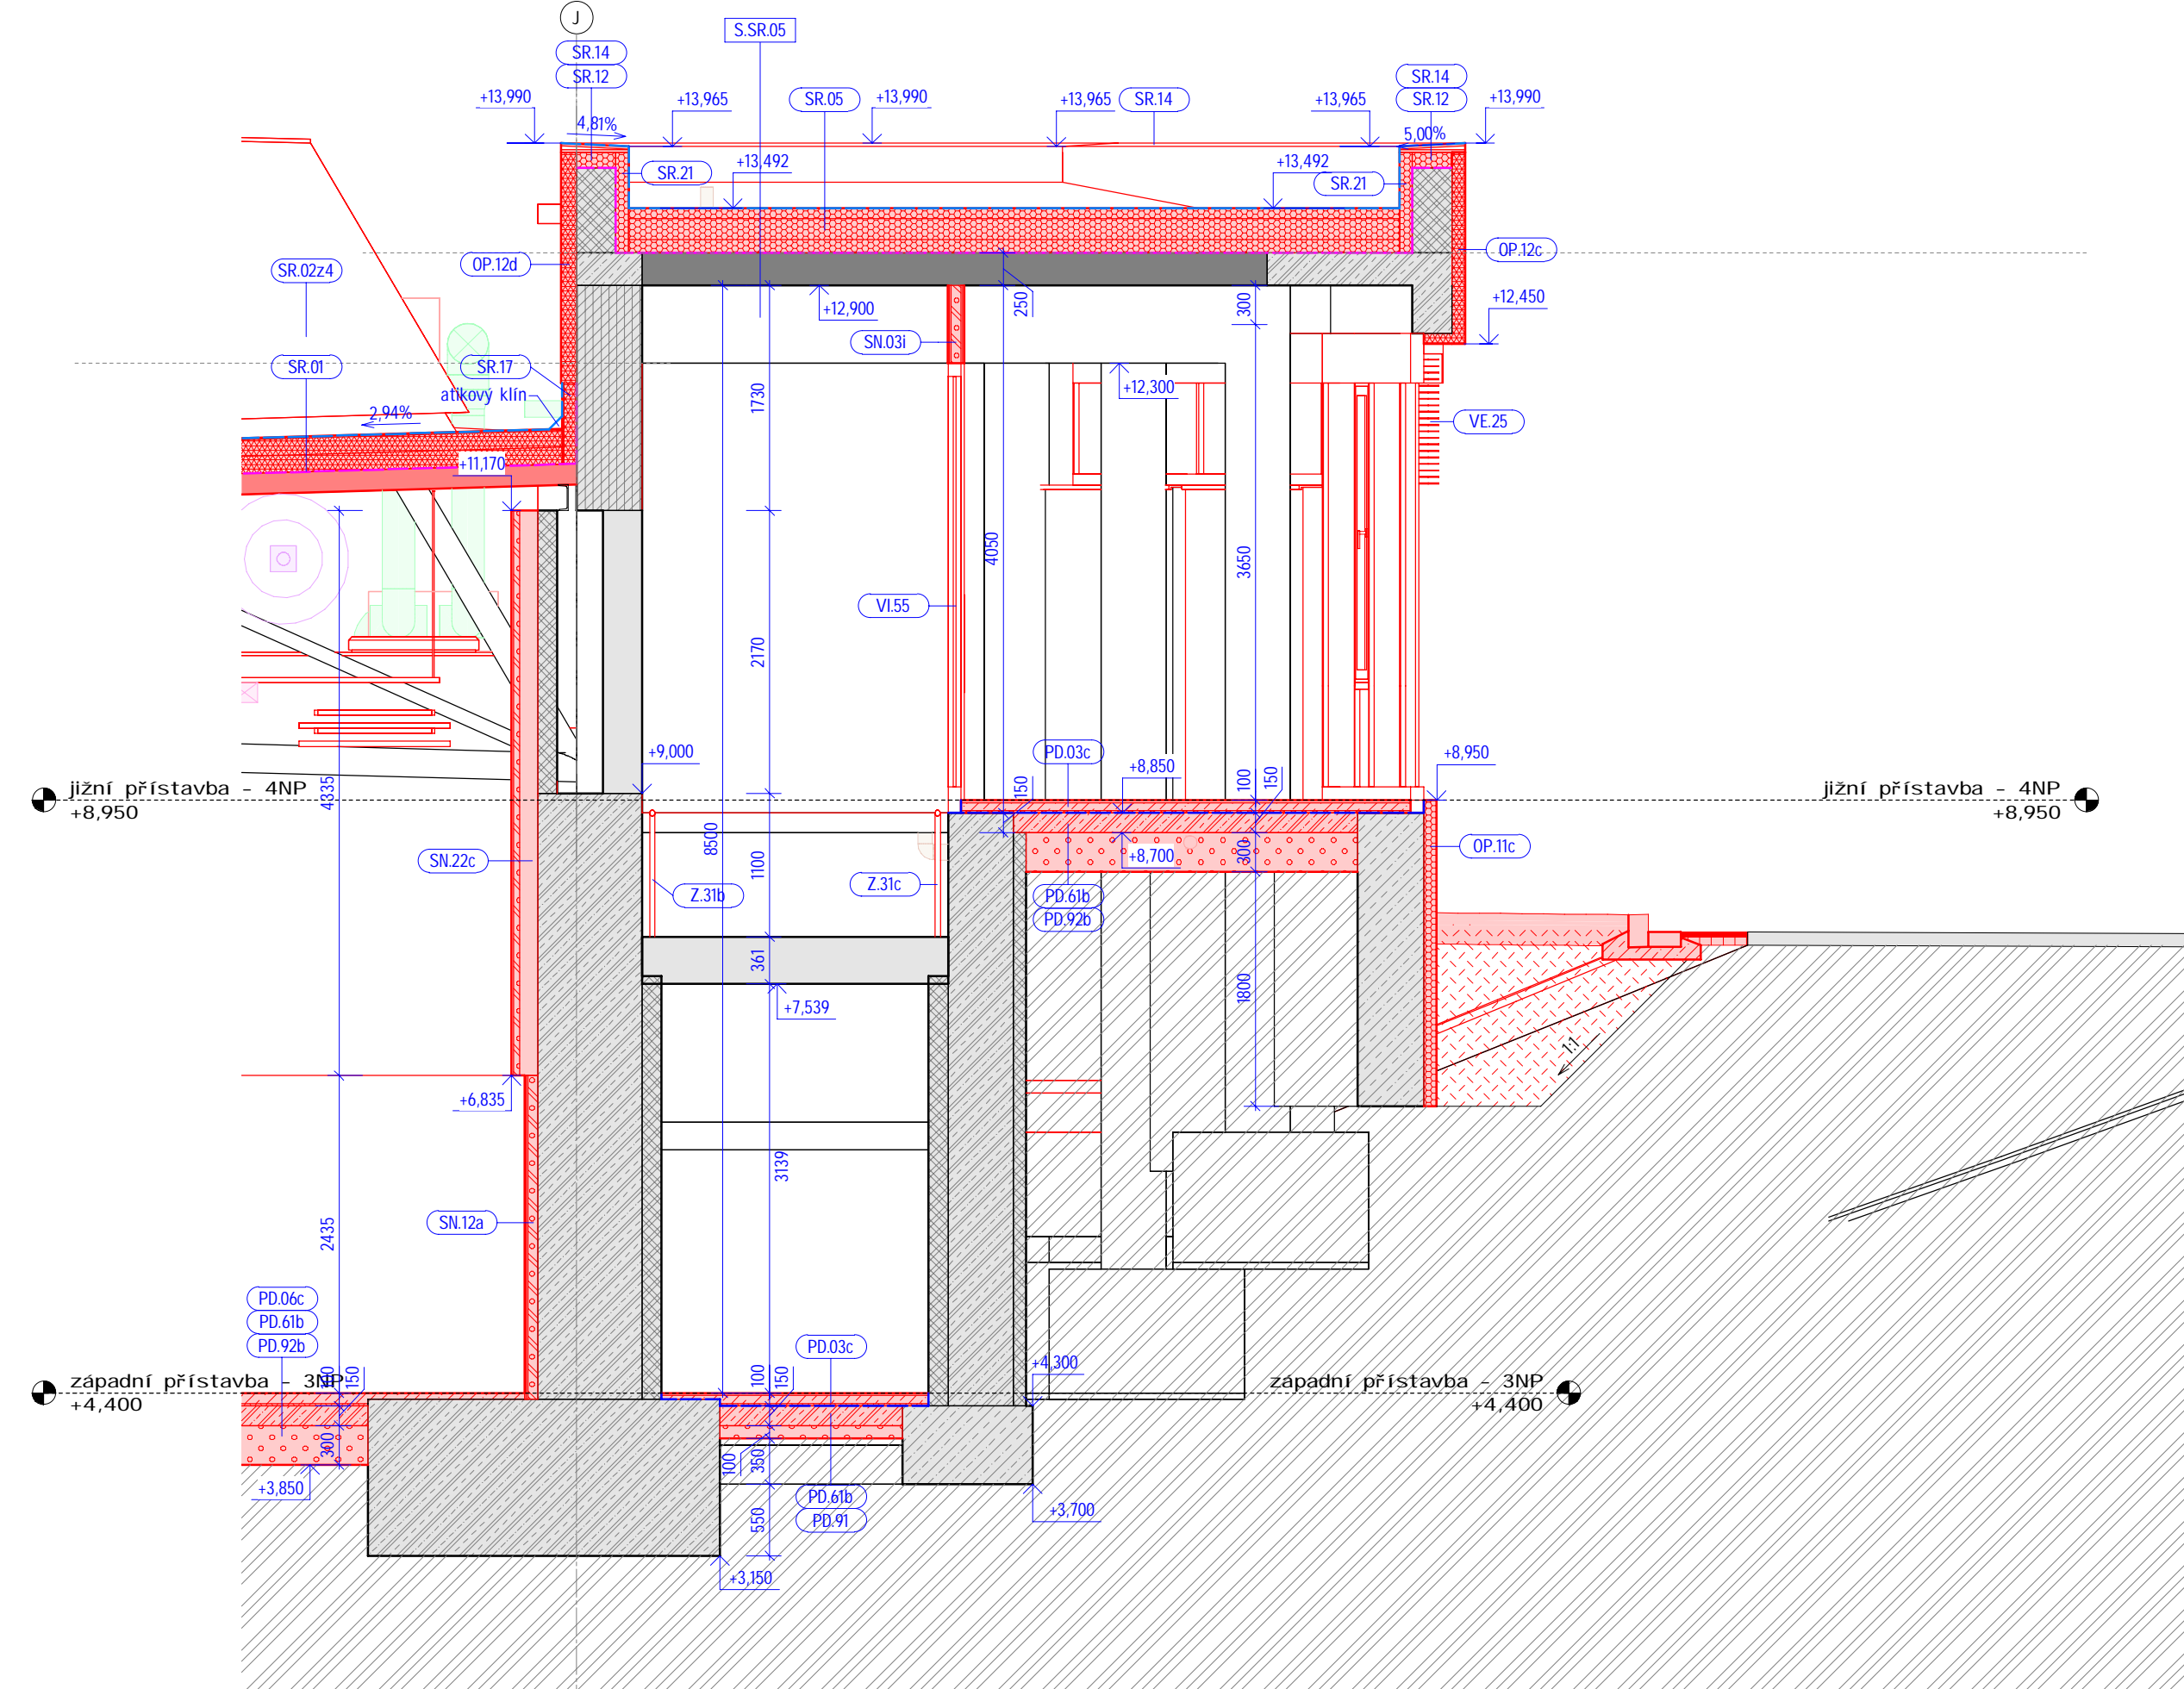 J
S.SR.05
SR.14
SR.12
SR.14
SR.12
+13,990
+13,965
SR.05
+13,990
+13,965
SR.14
+13,965
+13,990
4,81%
5,00%
SR.21
+13,492
+13,492
SR.21
OP.12d
OP.12c
SR.02z4
+12,900
250
300
+12,450
SN.03i
SR.01
SR.17
atikový klín
+12,300
1730
2,94%
VE.25
+11,170
4050
3650
VI.55
2170
+9,000
PD.03c
+8,850
+8,950
150
100
150
jižní přístavba - 4NP
+8,950
jižní přístavba - 4NP
+8,950
4335
8500
1100
SN.22c
+8,700
300
OP.11c
Z.31b
Z.31c
PD.61b
PD.92b
361
+7,539
1800
1:1
+6,835
3139
2435
SN.12a
PD.06c
PD.61b
PD.92b
PD.03c
+4,300
150
100
150
západní přístavba - 3NP
+4,400
západní přístavba - 3NP
+4,400
300
100
350
+3,850
PD.61b
PD.91
550
+3,700
+3,150